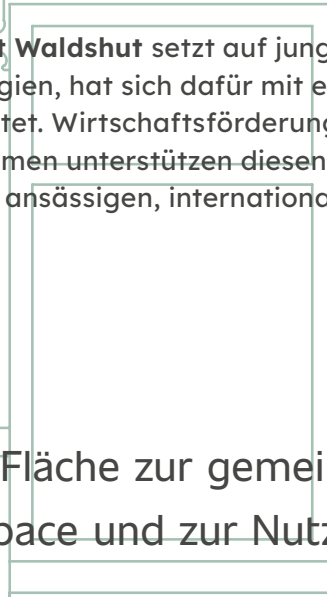 t Waldshut setzt auf jung
gien, hat sich dafür mit e
tet. Wirtschaftsförderung
men unterstützen diesen
ansässigen, internationa
Fläche zur gemei
pace und zur Nutz